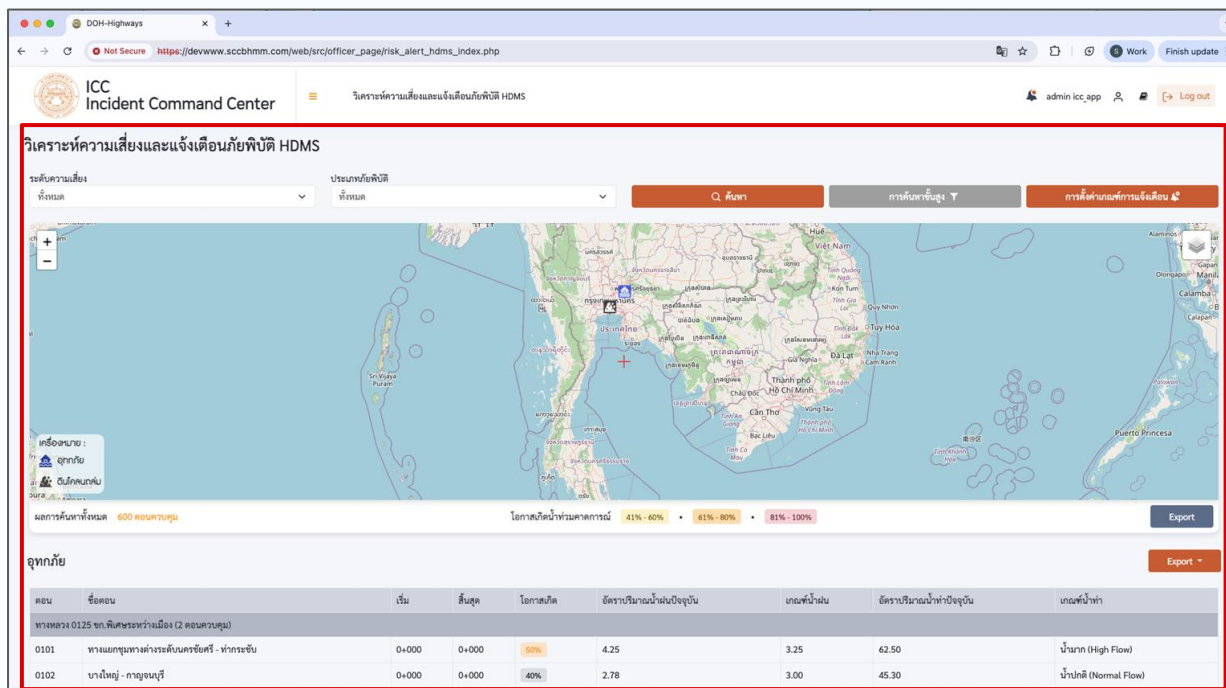 DOH-Highways
Not Secure https://devwww.sccbhmm.com/web/src/officer_page/risk_alert_hdms_index.php
Work
Finish update
ICC
Incident Command Center
วิเคราะห์ความเสี่ยงและแจ้งเตือนภัยพิบัติ HDMS
admin icc_app
Log out
วิเคราะห์ความเสี่ยงและแจ้งเตือนภัยพิบัติ HDMS
ระดับความเสี่ยง ประเภทภัยพิบัติ
ทั้งหมด ทั้งหมด ค้นหา การค้นหาขั้นสูง การตั้งค่าเกณฑ์การแจ้งเตือน
Huế
Việt Nam
Kon Tum
Quy Nhơn
Tuy Hòa
ประเทศไทย
Gia Nghĩa
Đà Lạt
Nha Trang
Cam Ranh
Sri Vijaya
Puram
Thành phố
Hồ Chí Minh
Châu Đốc
Cần Thơ
Vũng Tàu
Bạc Liêu
Olongapo
Manila
Calamba
Calapan
Puerto Princesa
เครื่องหมาย :
อุทกภัย
ดินโคลนถล่ม
ผลการค้นหาทั้งหมด 600 ตอนควบคุม โอกาสเกิดน้ำท่วมคาดการณ์ 41% - 60% • 61% - 80% • 81% - 100% Export
อุทกภัย Export
ตอน ชื่อตอน เริ่ม สิ้นสุด โอกาสเกิด อัตราปริมาณน้ำฝนปัจจุบัน เกณฑ์น้ำฝน อัตราปริมาณน้ำท่าปัจจุบัน เกณฑ์น้ำท่า
ทางหลวง 0125 ขก.พิเศษระหว่างเมือง (2 ตอนควบคุม)
0101 ทางแยกชุมทางต่างระดับนครชัยศรี - ท่ากระชับ 0+000 0+000 50% 4.25 3.25 62.50 น้ำมาก (High Flow)
0102 บางใหญ่ - กาญจนบุรี 0+000 0+000 40% 2.78 3.00 45.30 น้ำปกติ (Normal Flow)